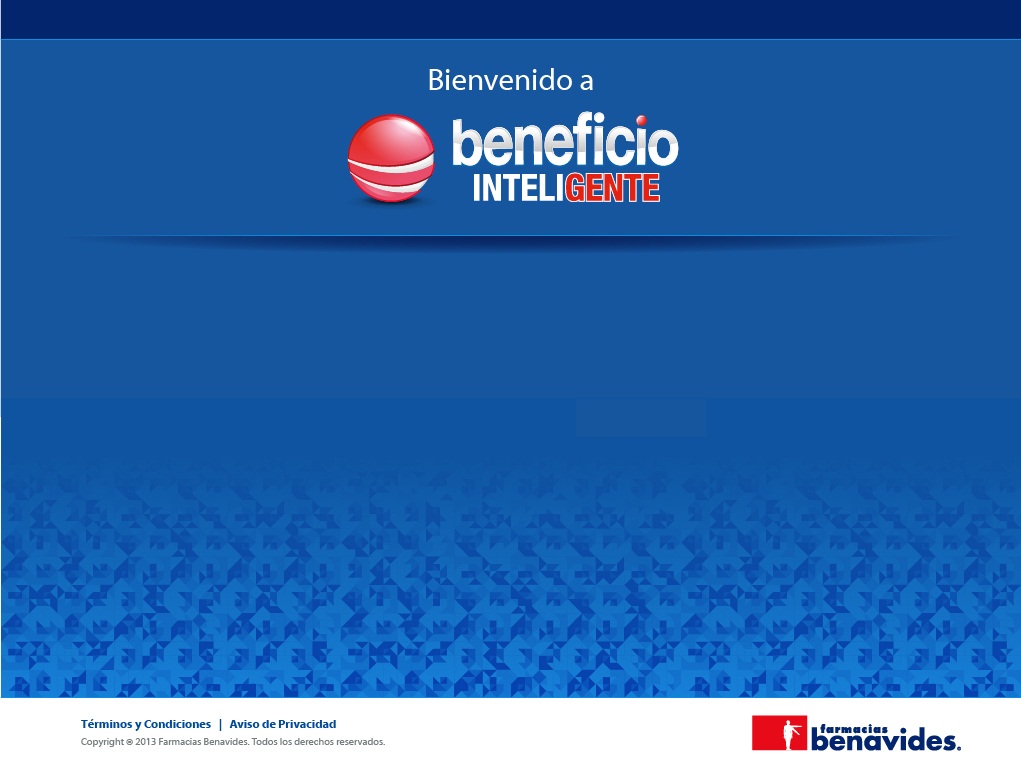 Bienvenido a
beneficio
INTELIGENTE
Términos y Condiciones | Aviso de Privacidad
Copyright © 2013 Farmacias Benavides. Todos los derechos reservados.
farmacias
benavides.